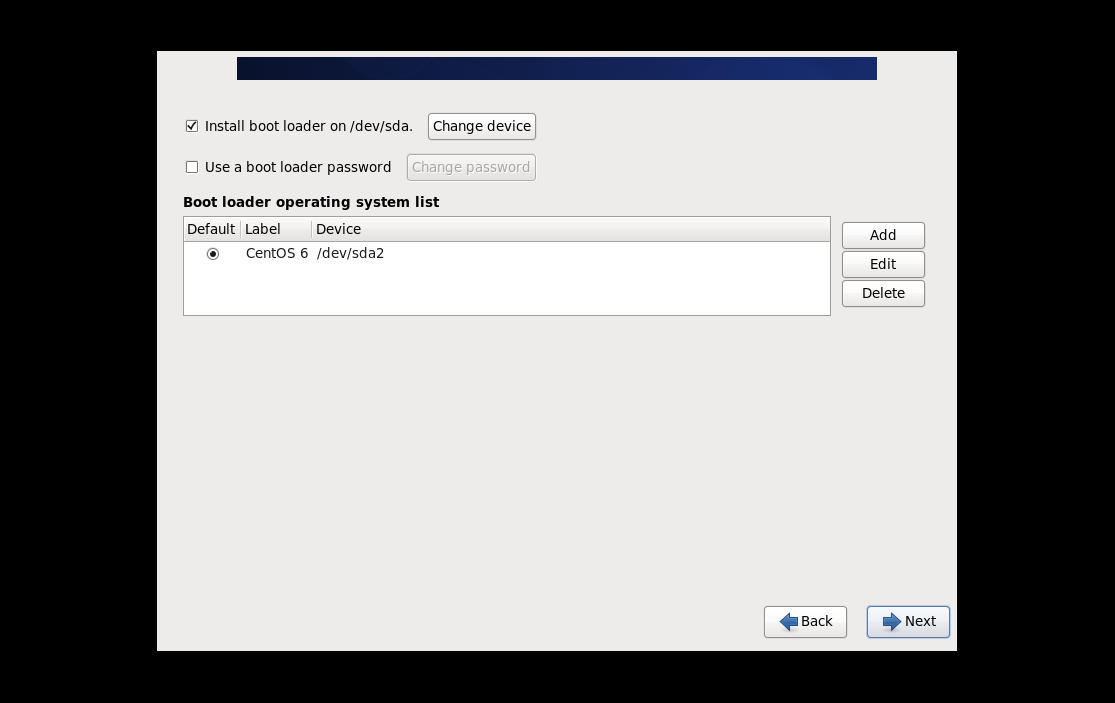 Install boot loader on /dev/sda. Change device
Use a boot loader password Change password
Boot loader operating system list
Default Label Device
CentOS 6 /dev/sda2
Add
Edit
Delete
Back Next